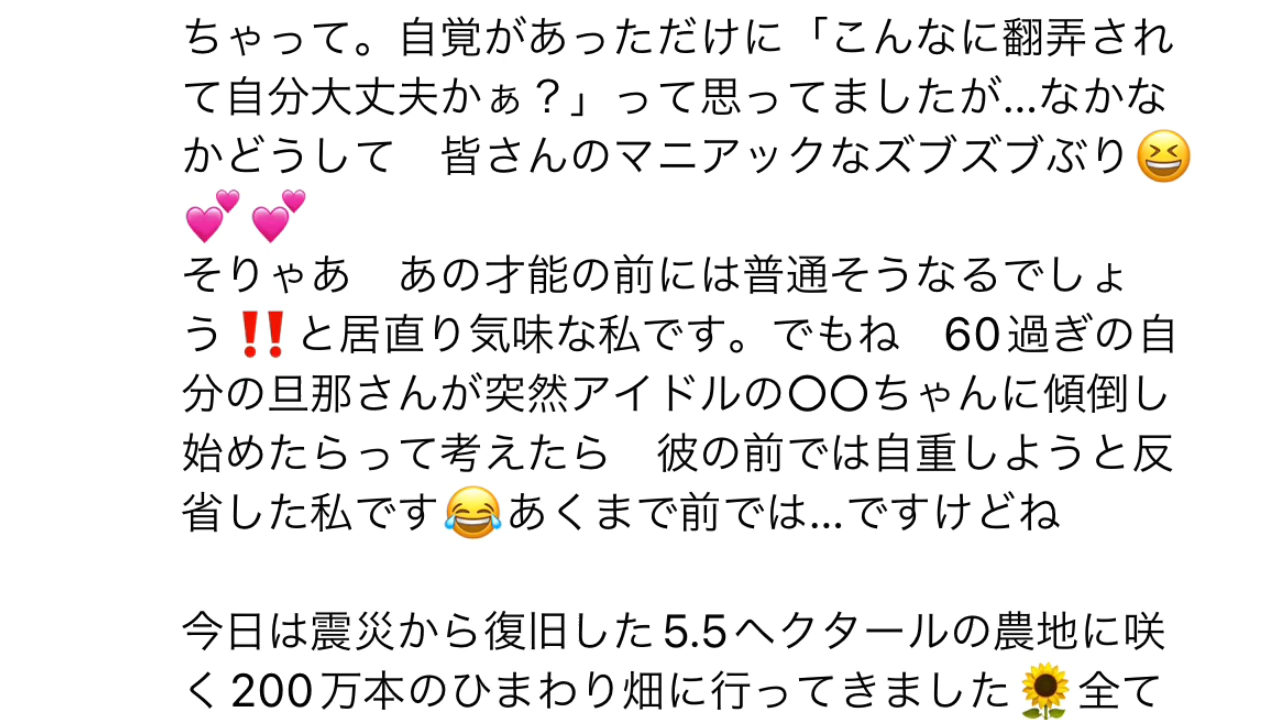 ちゃって。自覚があっただけに「こんなに翻弄され
て自分大丈夫かぁ？」って思ってましたが…なかな
かどうして　皆さんのマニアックなズブズブぶり😆
💕💕
そりゃあ　あの才能の前には普通そうなるでしょ
う‼️と居直り気味な私です。でもね　60過ぎの自
分の旦那さんが突然アイドルの〇〇ちゃんに傾倒し
始めたらって考えたら　彼の前では自重しようと反
省した私です😂あくまで前では…ですけどね
今日は震災から復旧した5.5ヘクタールの農地に咲
く200万本のひまわり畑に行ってきました🌻全て